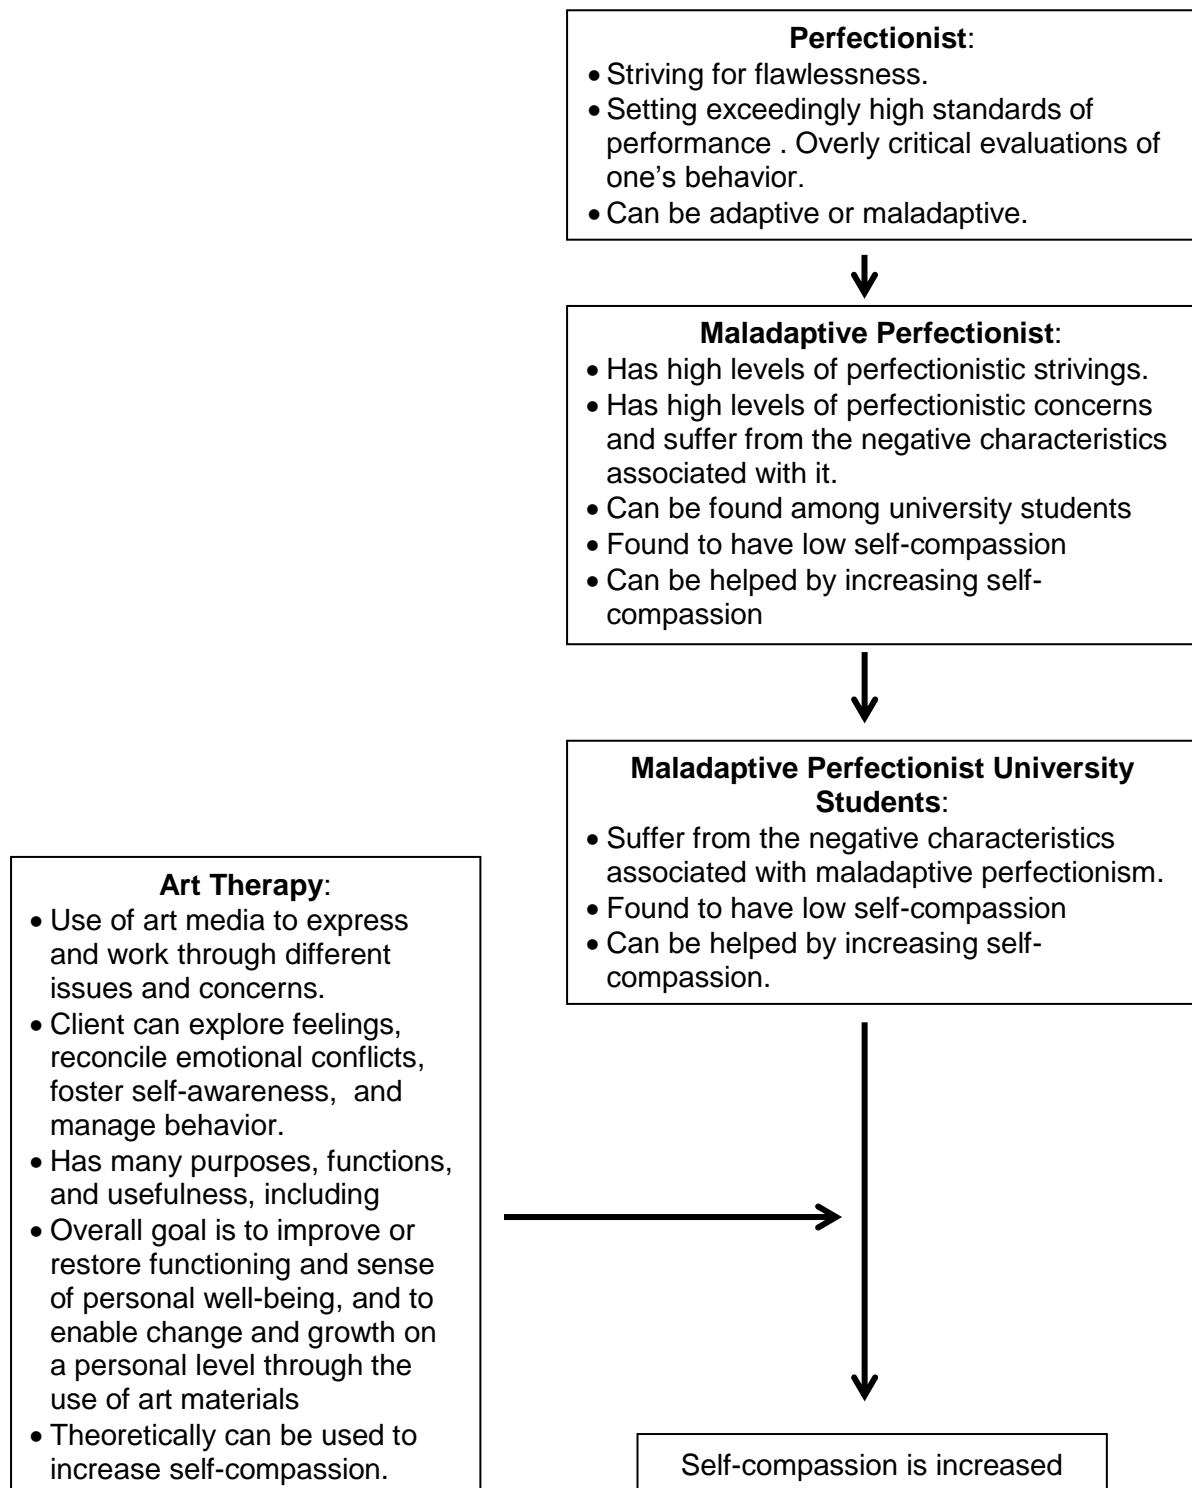 Perfectionist:
• Striving for flawlessness.
• Setting exceedingly high standards of
performance . Overly critical evaluations of
one’s behavior.
• Can be adaptive or maladaptive.
Maladaptive Perfectionist:
• Has high levels of perfectionistic strivings.
• Has high levels of perfectionistic concerns
and suffer from the negative characteristics
associated with it.
• Can be found among university students
• Found to have low self-compassion
• Can be helped by increasing self-
compassion
Maladaptive Perfectionist University
Students:
• Suffer from the negative characteristics
associated with maladaptive perfectionism.
• Found to have low self-compassion
• Can be helped by increasing self-
compassion.
Art Therapy:
• Use of art media to express
and work through different
issues and concerns.
• Client can explore feelings,
reconcile emotional conflicts,
foster self-awareness,  and
manage behavior.
• Has many purposes, functions,
and usefulness, including
• Overall goal is to improve or
restore functioning and sense
of personal well-being, and to
enable change and growth on
a personal level through the
use of art materials
• Theoretically can be used to
increase self-compassion.
Self-compassion is increased